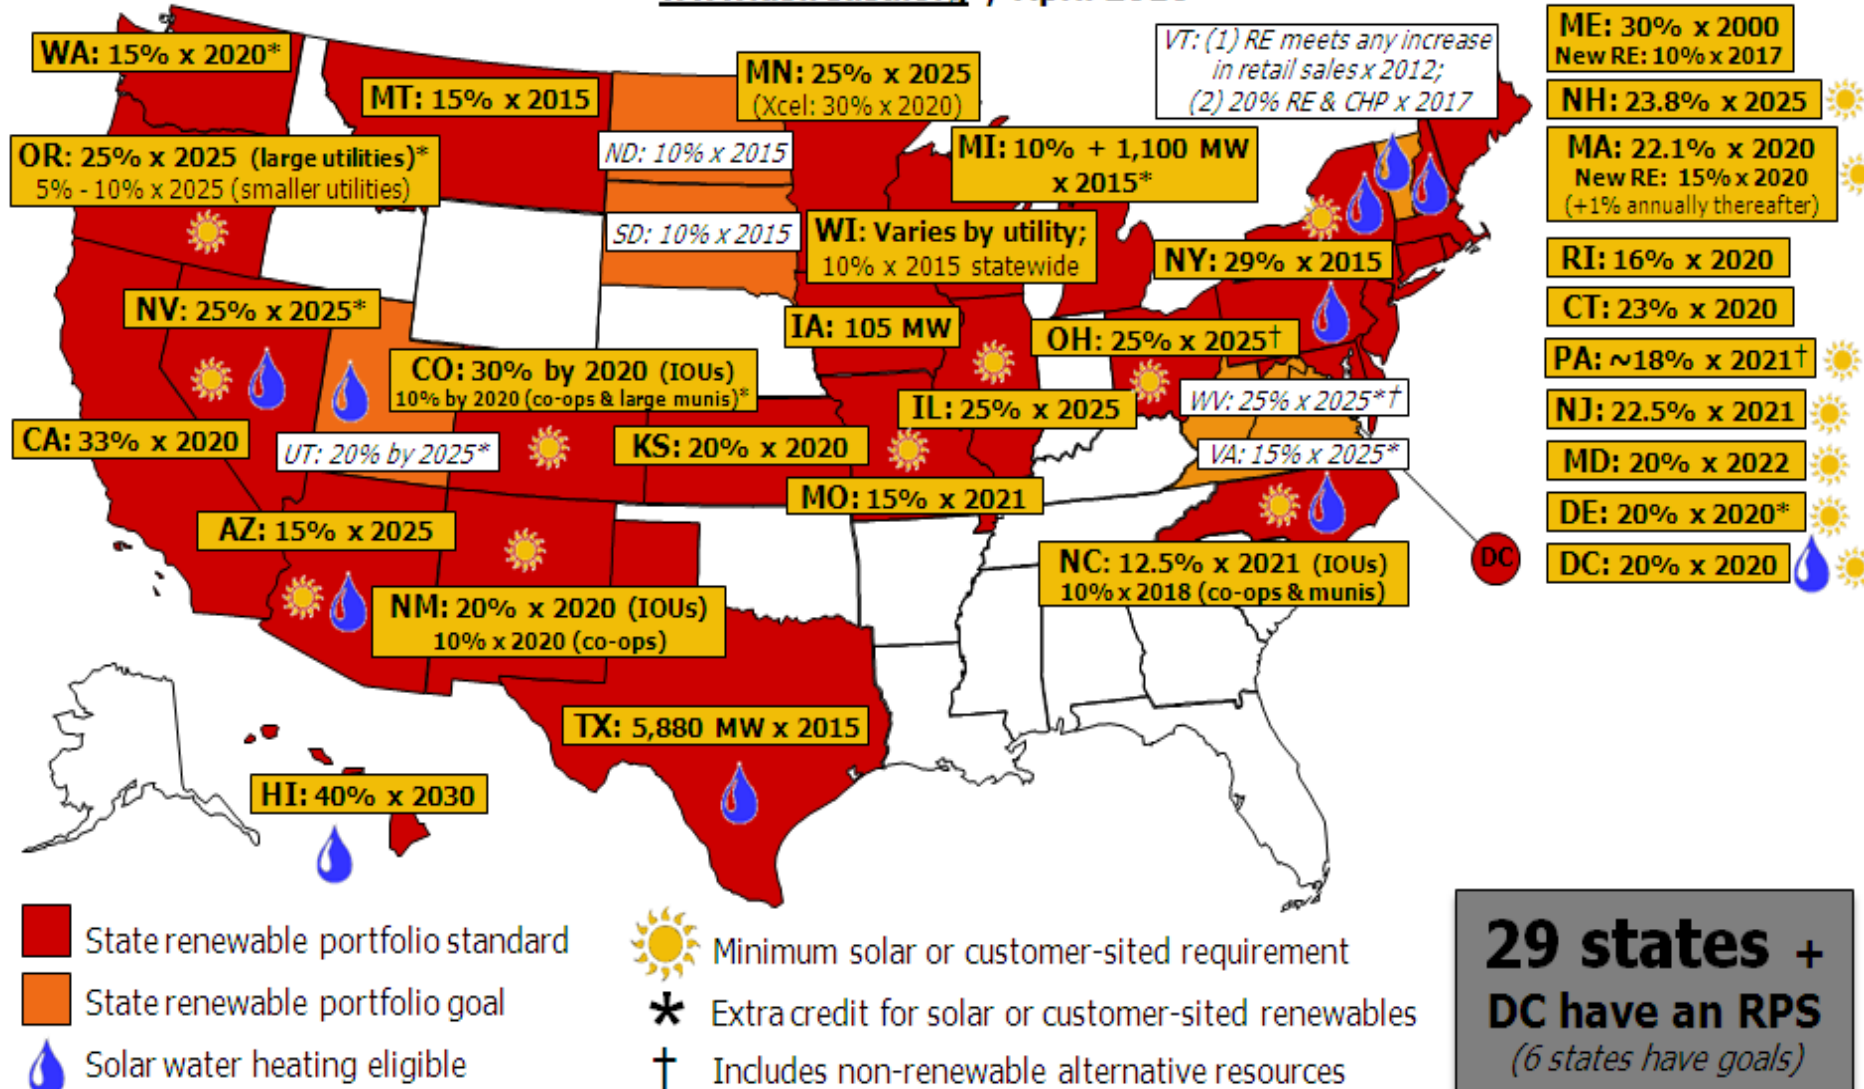 WA: 15% x 2020*
MT: 15% x 2015
MN: 25% x 2025
(Xcel: 30% x 2020)
VT: (1) RE meets any increase
in retail sales x 2012;
(2) 20% RE & CHP x 2017
ME: 30% x 2000
New RE: 10% x 2017
NH: 23.8% x 2025
OR: 25% x 2025 (large utilities)*
5% - 10% x 2025 (smaller utilities)
ND: 10% x 2015
MI: 10% + 1,100 MW
x 2015*
MA: 22.1% x 2020
New RE: 15% x 2020
(+1% annually thereafter)
SD: 10% x 2015
WI: Varies by utility;
10% x 2015 statewide
NY: 29% x 2015
RI: 16% x 2020
NV: 25% x 2025*
IA: 105 MW
OH: 25% x 2025†
CT: 23% x 2020
CO: 30% by 2020 (IOUs)
10% by 2020 (co-ops & large munis)*
PA: ~18% x 2021†
WV: 25% x 2025*†
IL: 25% x 2025
NJ: 22.5% x 2021
CA: 33% x 2020
UT: 20% by 2025*
KS: 20% x 2020
VA: 15% x 2025*
MD: 20% x 2022
MO: 15% x 2021
AZ: 15% x 2025
DE: 20% x 2020*
NC: 12.5% x 2021 (IOUs)
10% x 2018 (co-ops & munis)
DC
DC: 20% x 2020
NM: 20% x 2020 (IOUs)
10% x 2020 (co-ops)
TX: 5,880 MW x 2015
HI: 40% x 2030
State renewable portfolio standard
State renewable portfolio goal
Solar water heating eligible
Minimum solar or customer-sited requirement
* Extra credit for solar or customer-sited renewables
† Includes non-renewable alternative resources
29 states +
DC have an RPS
(6 states have goals)